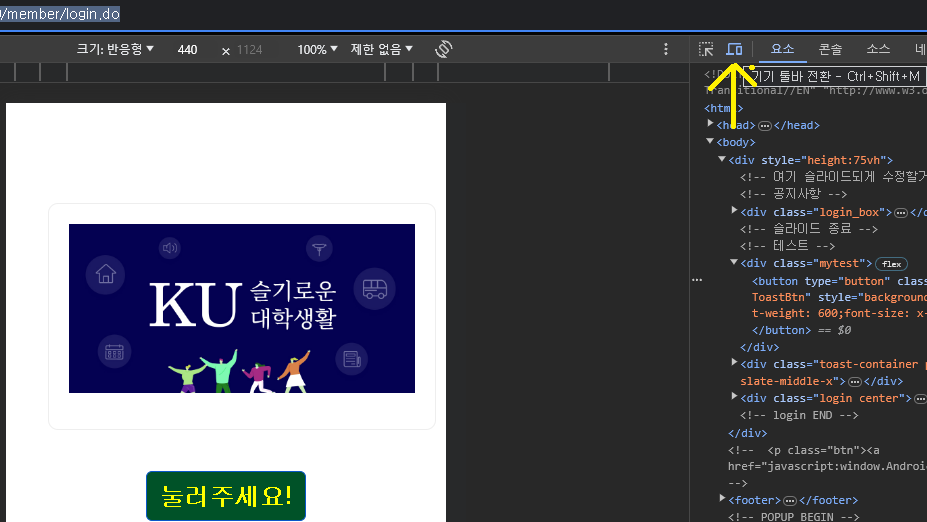 /member/login.do
크기: 반응형 440 × 1124 100% 제한 없음
요소 콘솔 소스
기기 툴바 전환 - Ctrl+Shift+M
Transitional//EN" "http://www.w3.o
<html>
<head> </head>
<body>
<div style="height:75vh">
<!-- 여기 슬라이드되게 수정할거
<!-- 공지사항 -->
<div class="login_box">
<!-- 슬라이드 종료 -->
<!-- 테스트 -->
<div class="mytest"> flex
<button type="button" clas
ToastBtn" style="background
t-weight: 600;font-size: x-
</button> == $0
</div>
<div class="toast-container p
slate-middle-x"> </div>
<div class="login center">
<!-- login END -->
</div>
<!-- <p class="btn"><a
href="javascript:window.Androi
-->
<footer> </footer>
<!-- POPUP BEGIN -->
KU 슬기로운
대학생활
눌러주세요!